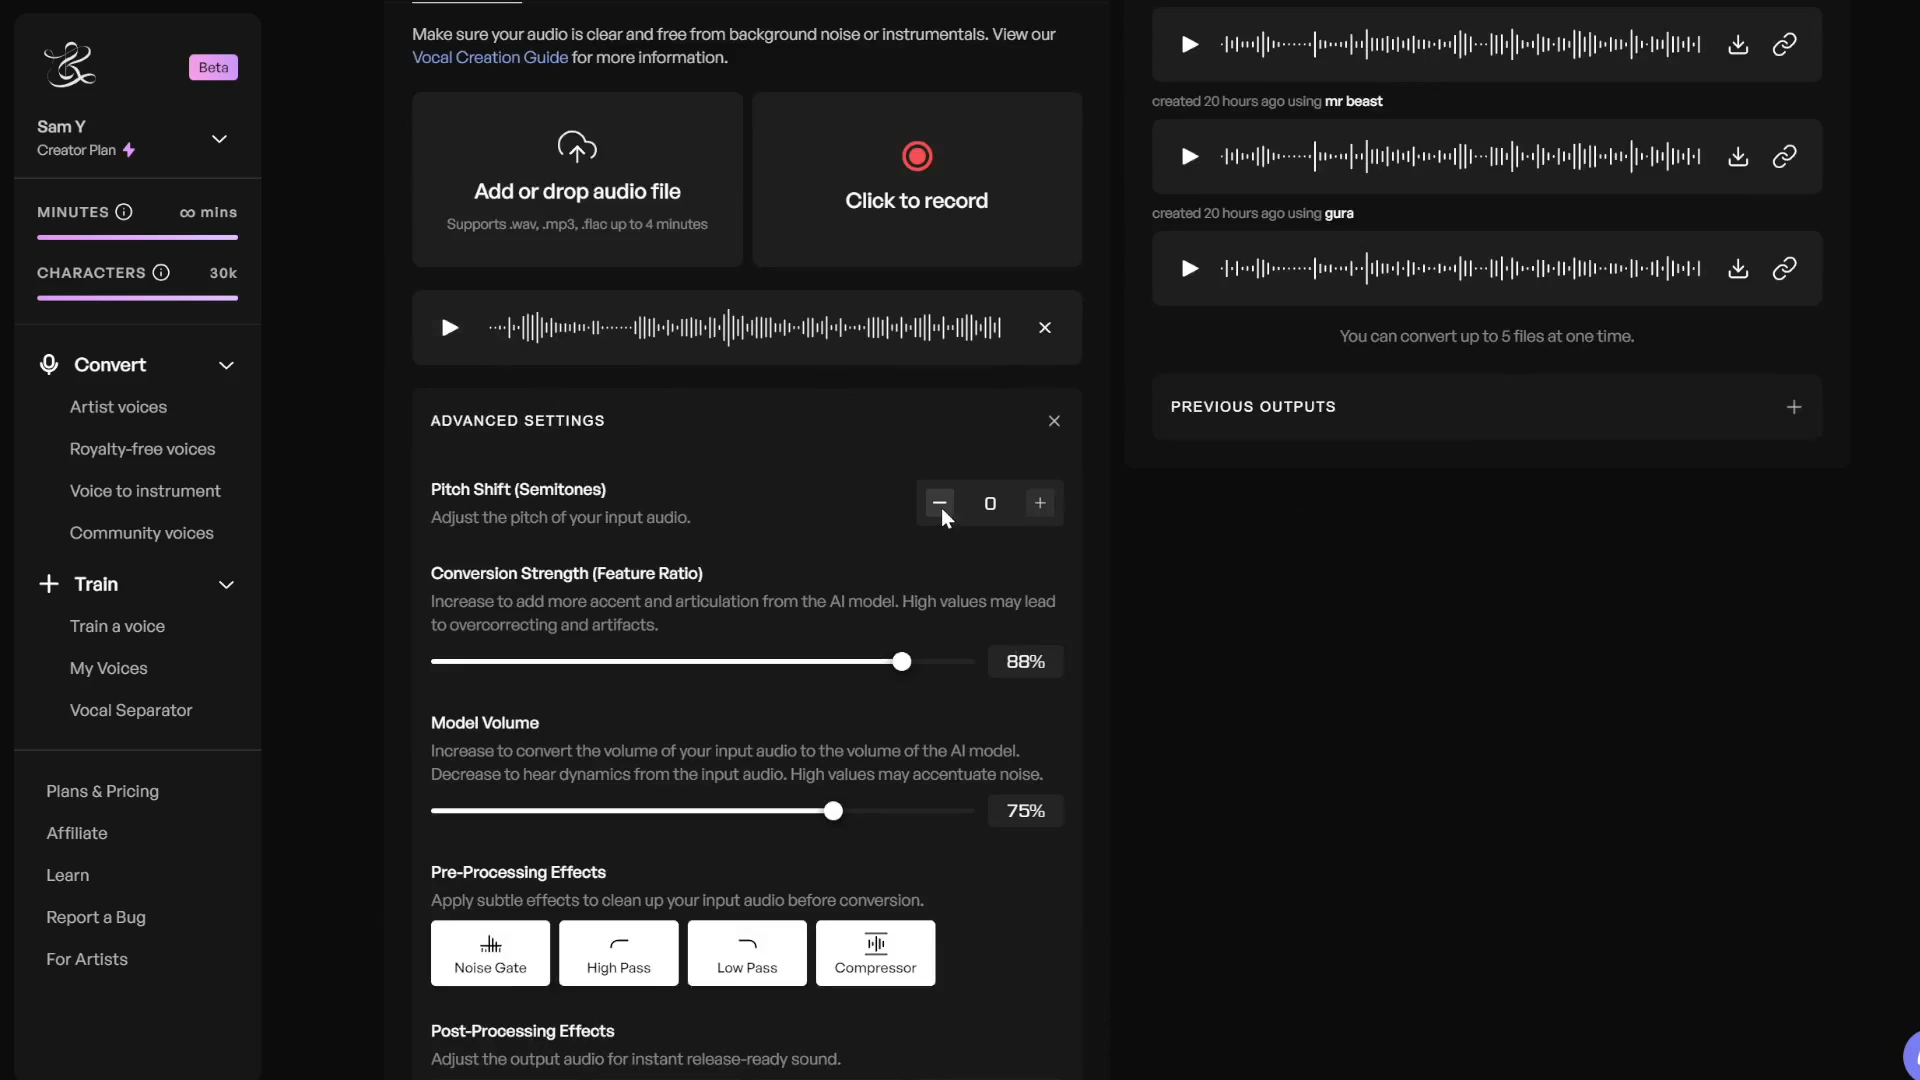 Beta
Sam Y
Creator Plan
MINUTES
∞ mins
CHARACTERS
30k
Convert
Artist voices
Royalty-free voices
Voice to instrument
Community voices
Train
Train a voice
My Voices
Vocal Separator
Plans & Pricing
Affiliate
Learn
Report a Bug
For Artists
Make sure your audio is clear and free from background noise or instrumentals. View our
Vocal Creation Guide for more information.
Add or drop audio file
Supports .wav, .mp3, .flac up to 4 minutes
Click to record
ADVANCED SETTINGS
Pitch Shift (Semitones)
Adjust the pitch of your input audio.
0
Conversion Strength (Feature Ratio)
Increase to add more accent and articulation from the AI model. High values may lead
to overcorrecting and artifacts.
88%
Model Volume
Increase to convert the volume of your input audio to the volume of the AI model.
Decrease to hear dynamics from the input audio. High values may accentuate noise.
75%
Pre-Processing Effects
Apply subtle effects to clean up your input audio before conversion.
Noise Gate
High Pass
Low Pass
Compressor
Post-Processing Effects
Adjust the output audio for instant release-ready sound.
created 20 hours ago using mr beast
created 20 hours ago using gura
You can convert up to 5 files at one time.
PREVIOUS OUTPUTS